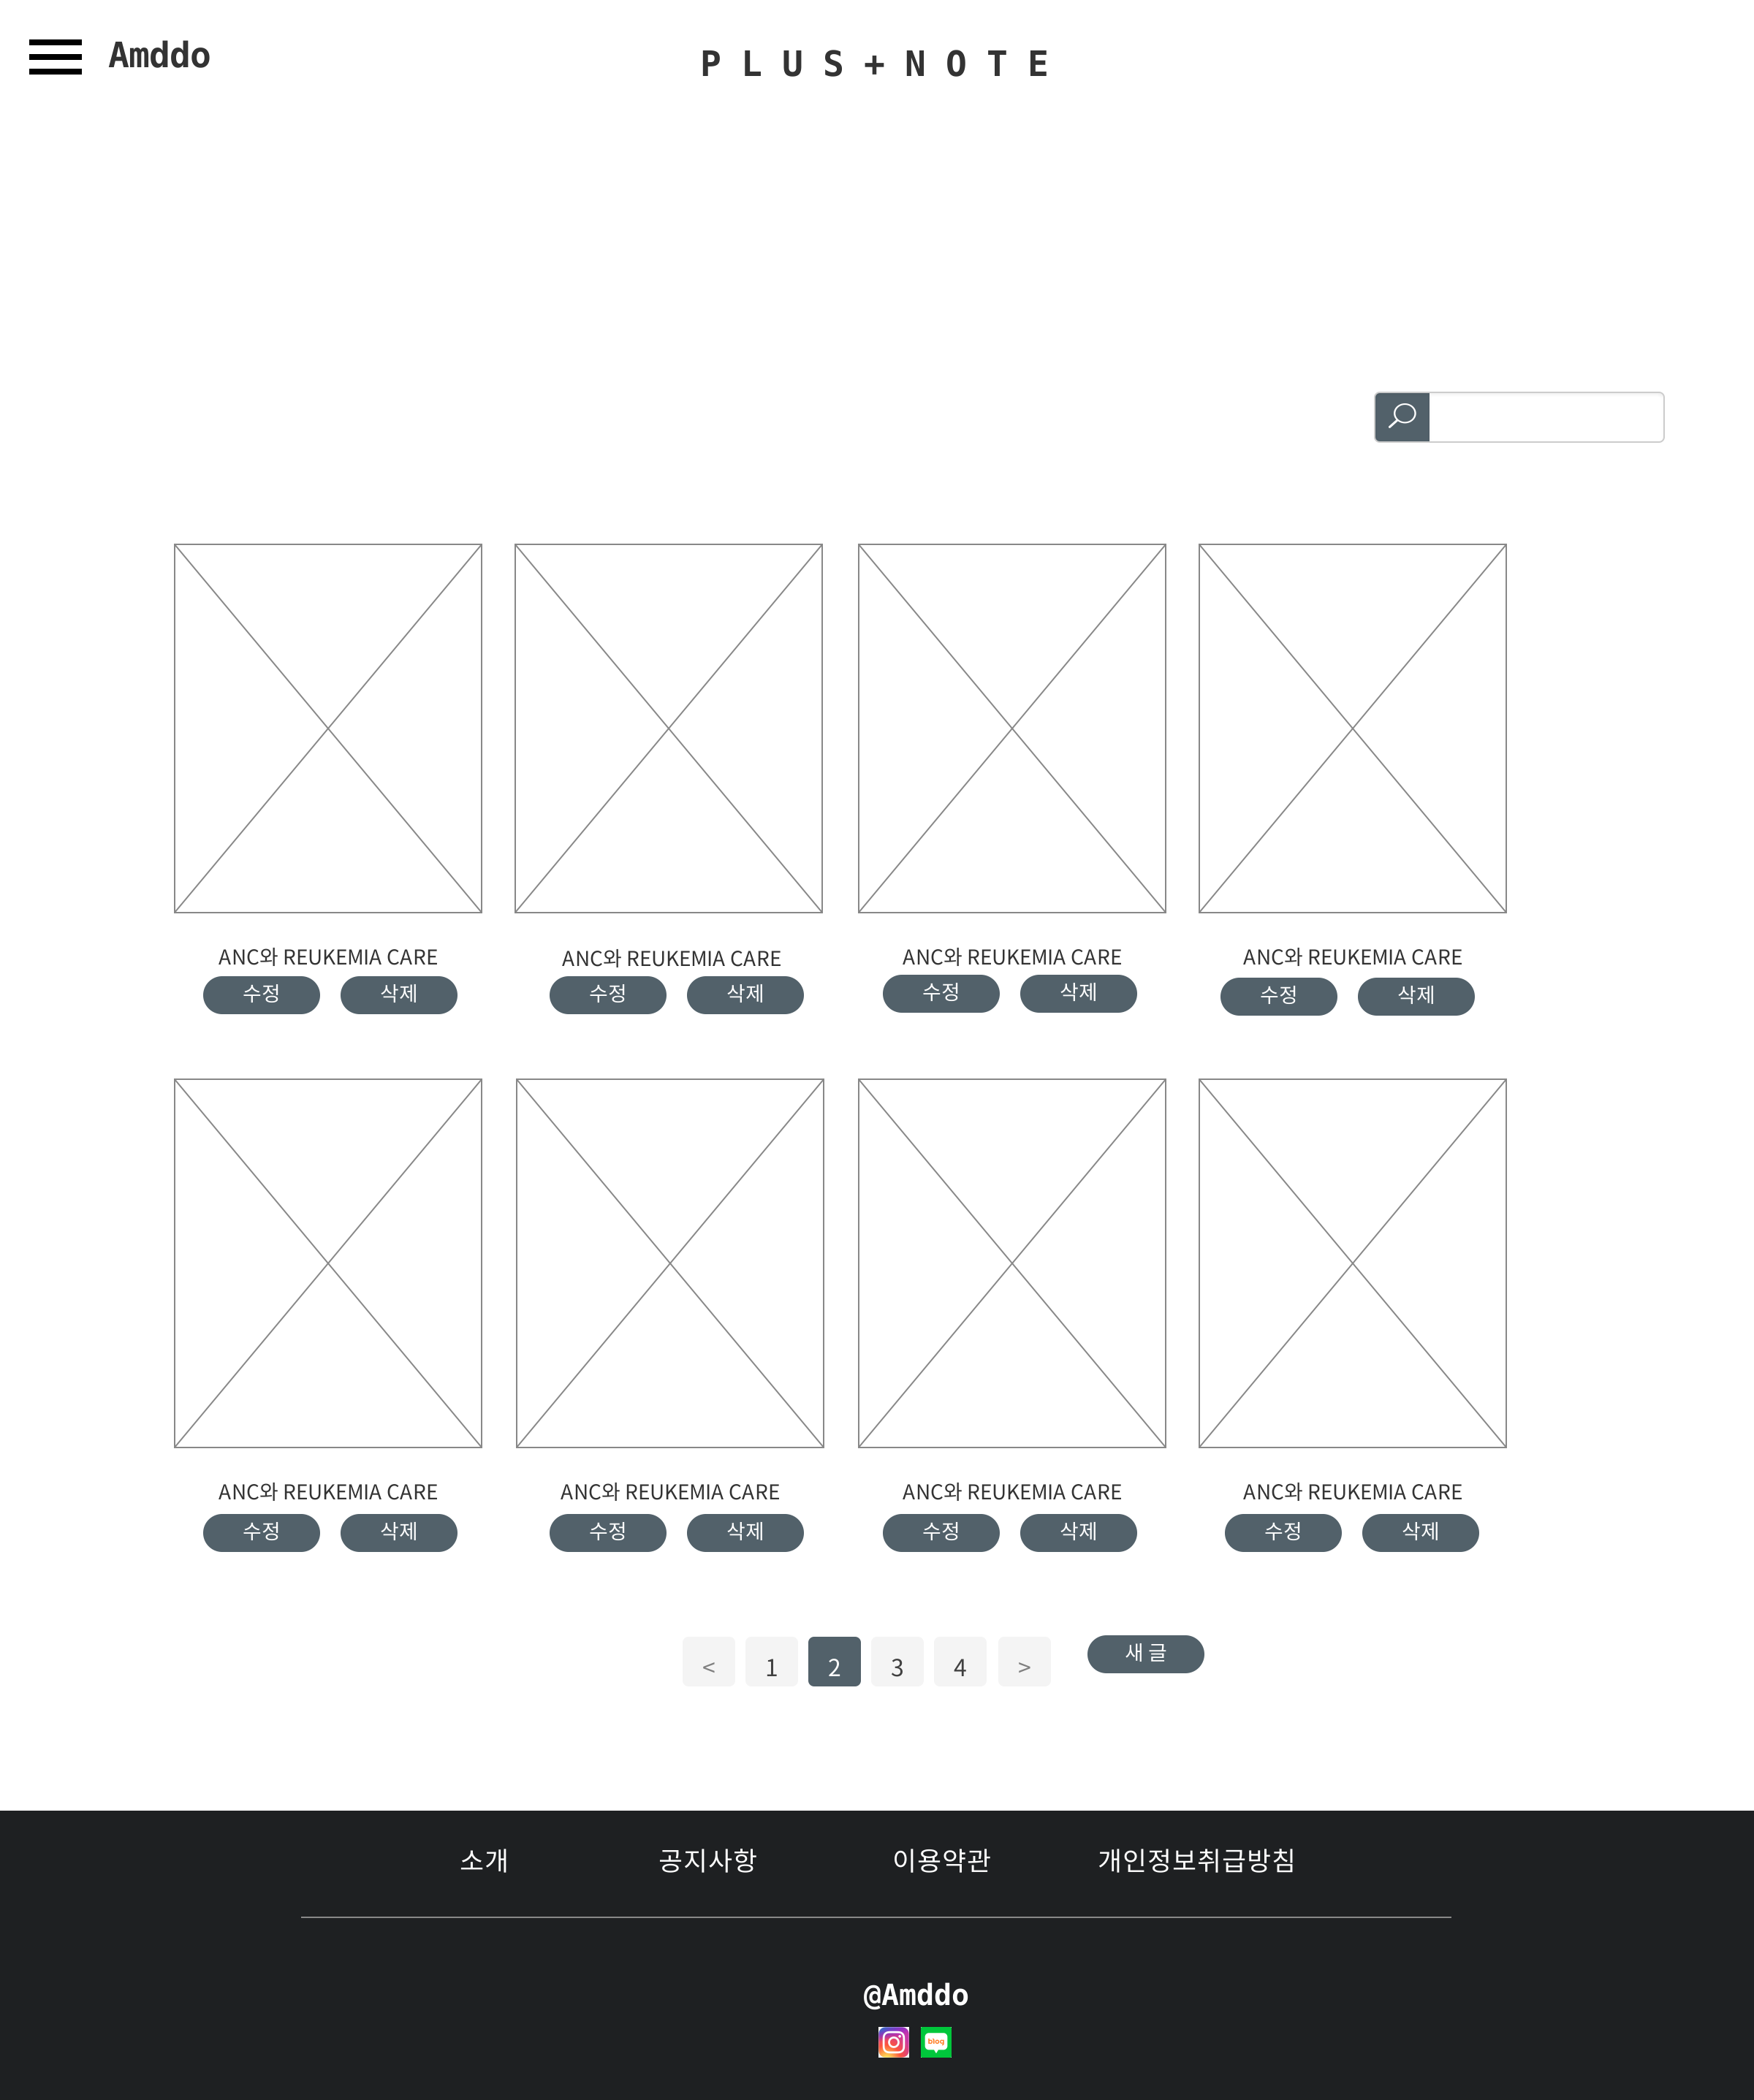 Amddo
PLUS+NOTE
ANC와 REUKEMIA CARE
ANC와 REUKEMIA CARE
ANC와 REUKEMIA CARE
ANC와 REUKEMIA CARE
수정 삭제
수정 삭제
수정 삭제
수정 삭제
ANC와 REUKEMIA CARE
ANC와 REUKEMIA CARE
ANC와 REUKEMIA CARE
ANC와 REUKEMIA CARE
수정 삭제
수정 삭제
수정 삭제
수정 삭제
< 1 2 3 4 >
새 글
소개
공지사항
이용약관
개인정보취급방침
@Amddo
blog